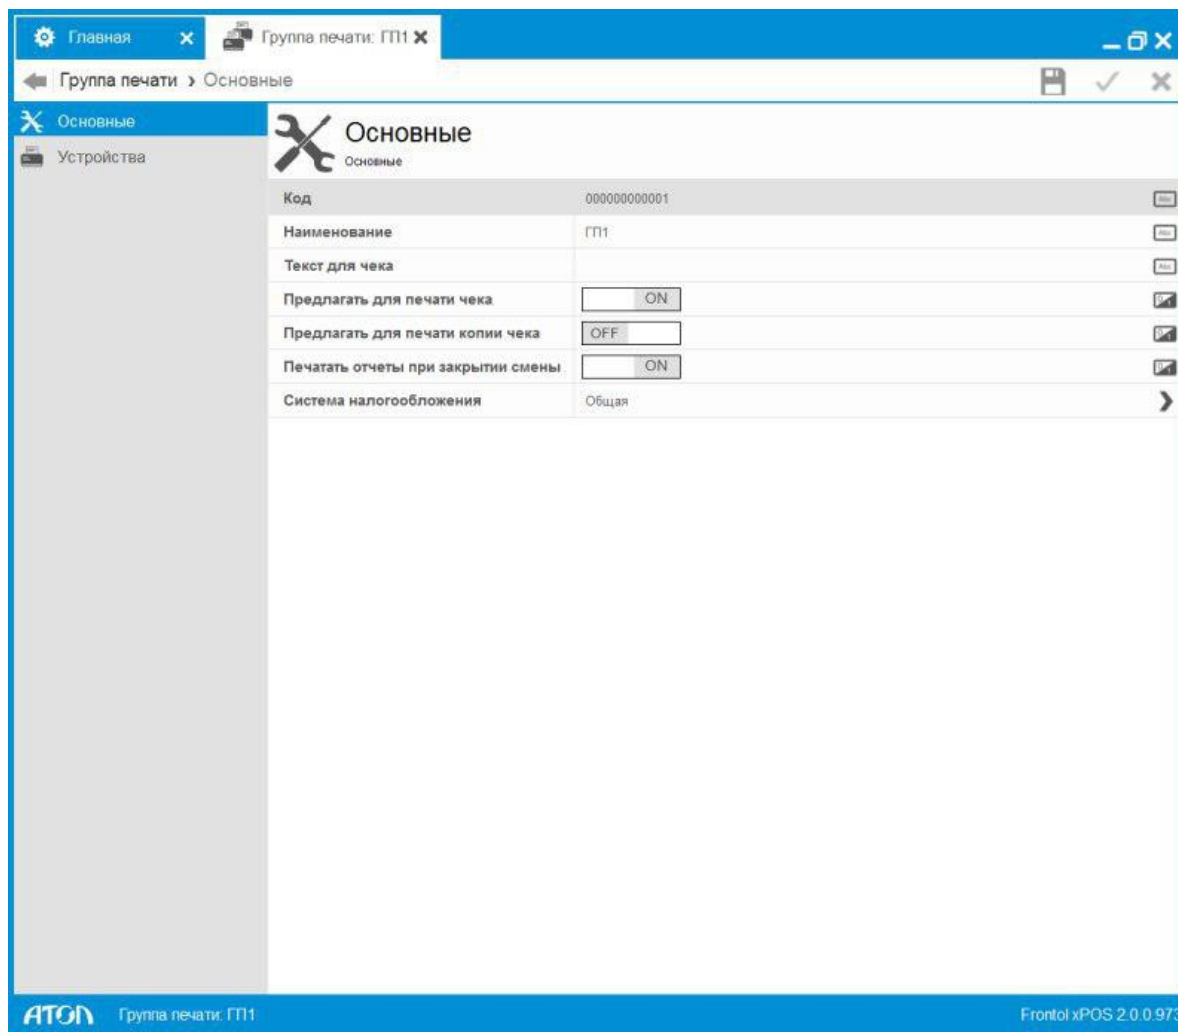 Главная
Группа печати: ГП1
Группа печати › Основные
Основные
Устройства
Основные
Основные
Код 000000000001
Наименование ГП1
Текст для чека
Предлагать для печати чека ON
Предлагать для печати копии чека OFF
Печатать отчеты при закрытии смены ON
Система налогообложения Общая
АТОЛ Группа печати: ГП1 Frontol xPOS 2.0.0.973